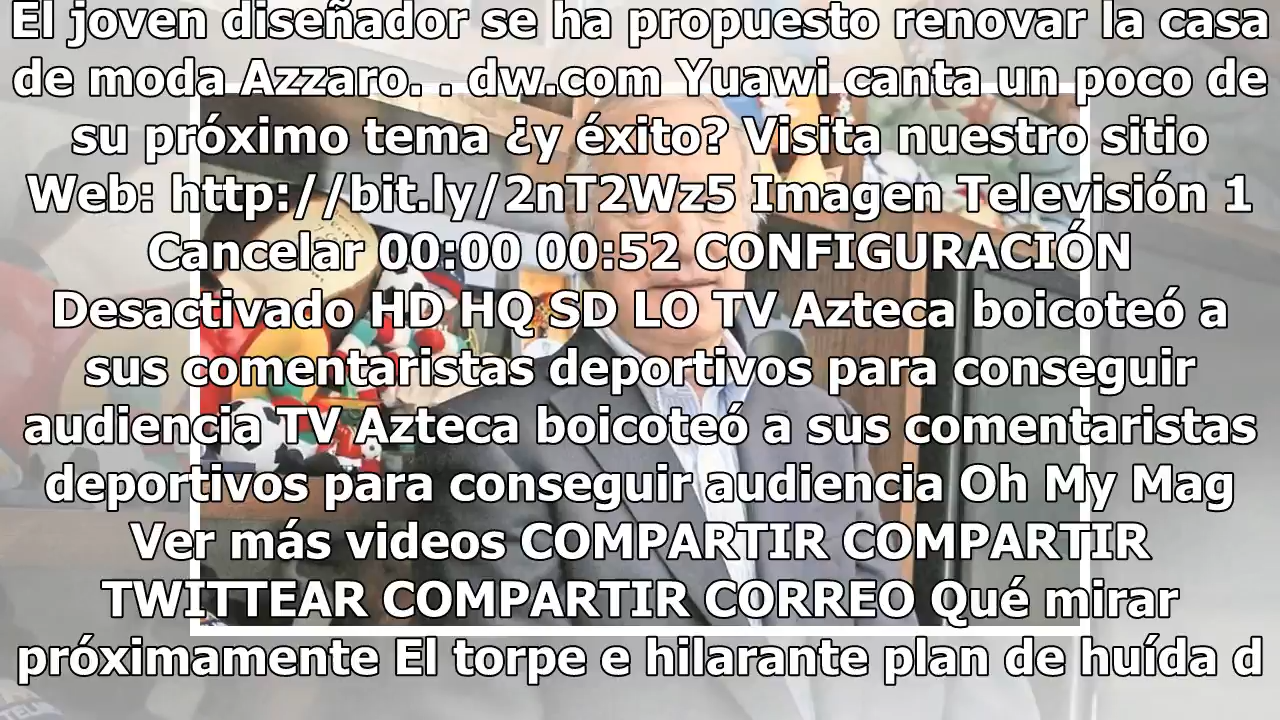 El joven diseñador se ha propuesto renovar la casa
de moda Azzaro. . dw.com Yuawi canta un poco de
su próximo tema ¿y éxito? Visita nuestro sitio
Web: http://bit.ly/2nT2Wz5 Imagen Televisión 1
Cancelar 00:00 00:52 CONFIGURACIÓN
Desactivado HD HQ SD LO TV Azteca boicoteó a
sus comentaristas deportivos para conseguir
audiencia TV Azteca boicoteó a sus comentaristas
deportivos para conseguir audiencia Oh My Mag
Ver más videos COMPARTIR COMPARTIR
TWITTEAR COMPARTIR CORREO Qué mirar
próximamente El torpe e hilarante plan de huída d